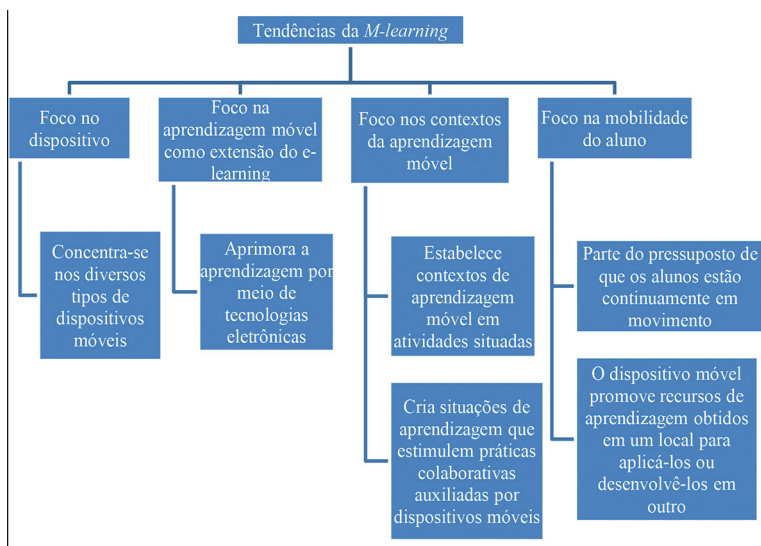 Tendências da M-learning
Foco no
dispositivo
Foco na
aprendizagem móvel
como extensão do e-
learning
Foco nos contextos
da aprendizagem
móvel
Foco na mobilidade
do aluno
Concentra-se
nos diversos
tipos de
dispositivos
móveis
Aprimora a
aprendizagem por
meio de
tecnologias
eletrônicas
Estabelece
contextos de
aprendizagem
móvel em
atividades situadas
Parte do pressuposto de
que os alunos estão
continuamente em
movimento
Cria situações de
aprendizagem que
estimulem práticas
colaborativas
auxiliadas por
dispositivos móveis
O dispositivo móvel
promove recursos de
aprendizagem obtidos
em um local para
aplicá-los ou
desenvolvê-los em
outro